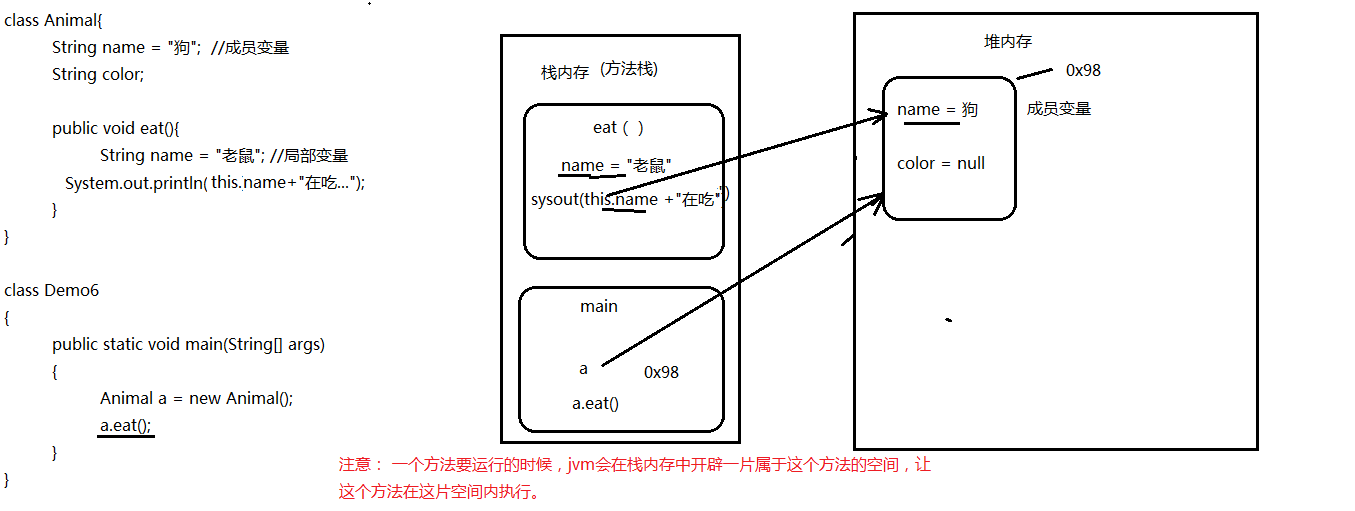 class Animal{
String name = "狗"; //成员变量
String color;
public void eat(){
String name = "老鼠"; //局部变量
System.out.println( this.name+"在吃...");
}
}
class Demo6
{
public static void main(String[] args)
{
Animal a = new Animal();
a.eat();
}
}
栈内存 (方法栈)
eat ( )
name = "老鼠"
sysout(this.name +"在吃")
main
a 0x98
a.eat()
堆内存
0x98
name = 狗
成员变量
color = null
注意： 一个方法要运行的时候，jvm会在栈内存中开辟一片属于这个方法的空间，让
这个方法在这片空间内执行。